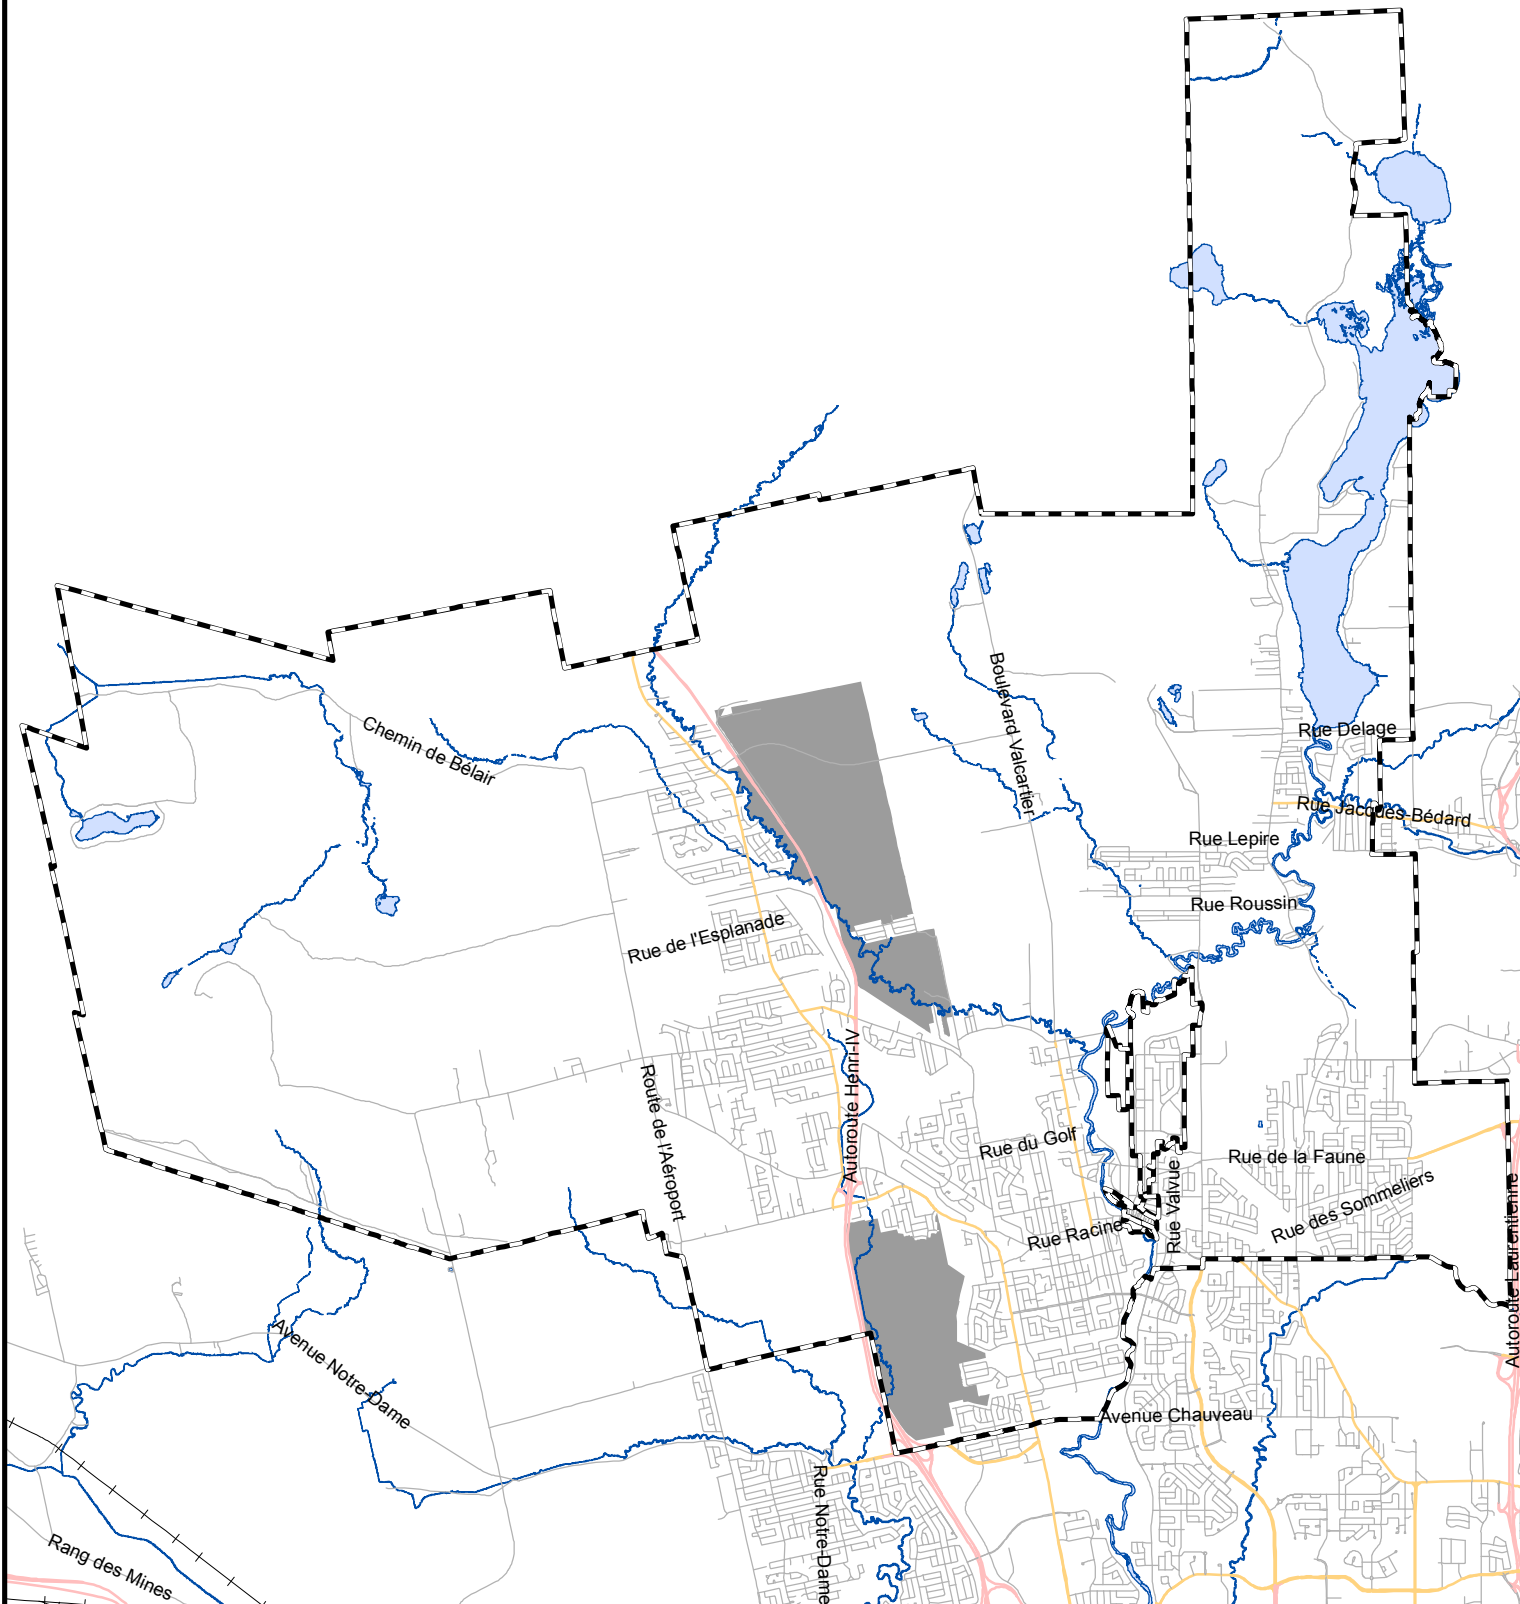 Boulevard Valcartier
Chemin de Bélair
Rue Delage
Rue Jacques-Bédard
Rue Lepire
Rue Roussin
Rue de l'Esplanade
Autoroute Henri-IV
Route de l'Aéroport
Rue du Golf
Rue de la Faune
Rue Valvue
Rue des Sommeliers
Rue Racine
Autoroute Laurentienne
Avenue Notre-Dame
Avenue Chauveau
Rue Notre-Dame
Rang des Mines